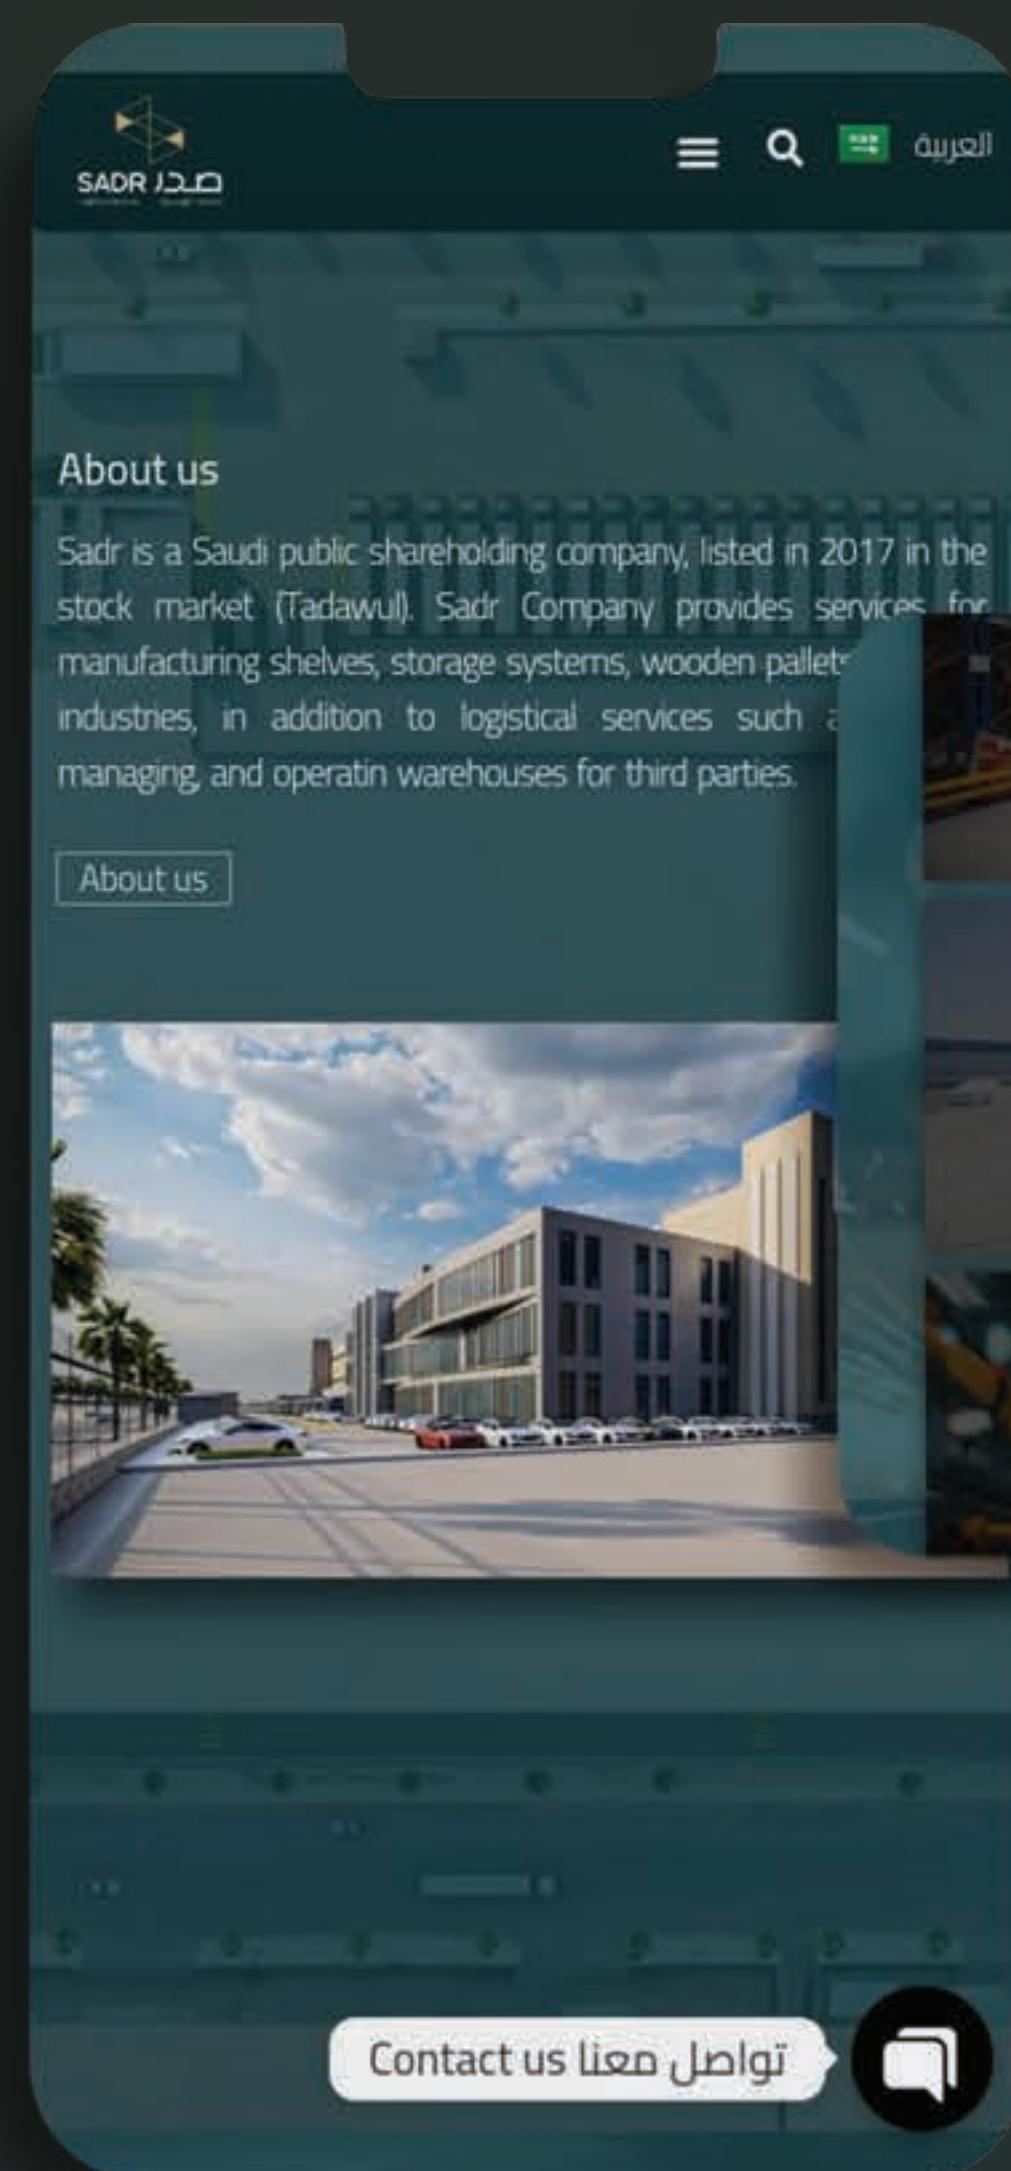 العربية
SADR صدر
About us
Sadr is a Saudi public shareholding company, listed in 2017 in the
stock market (Tadawul). Sadr Company provides services for
manufacturing shelves, storage systems, wooden pallets
industries, in addition to logistical services such
managing, and operatin warehouses for third parties.
About us
Contact us تواصل معنا